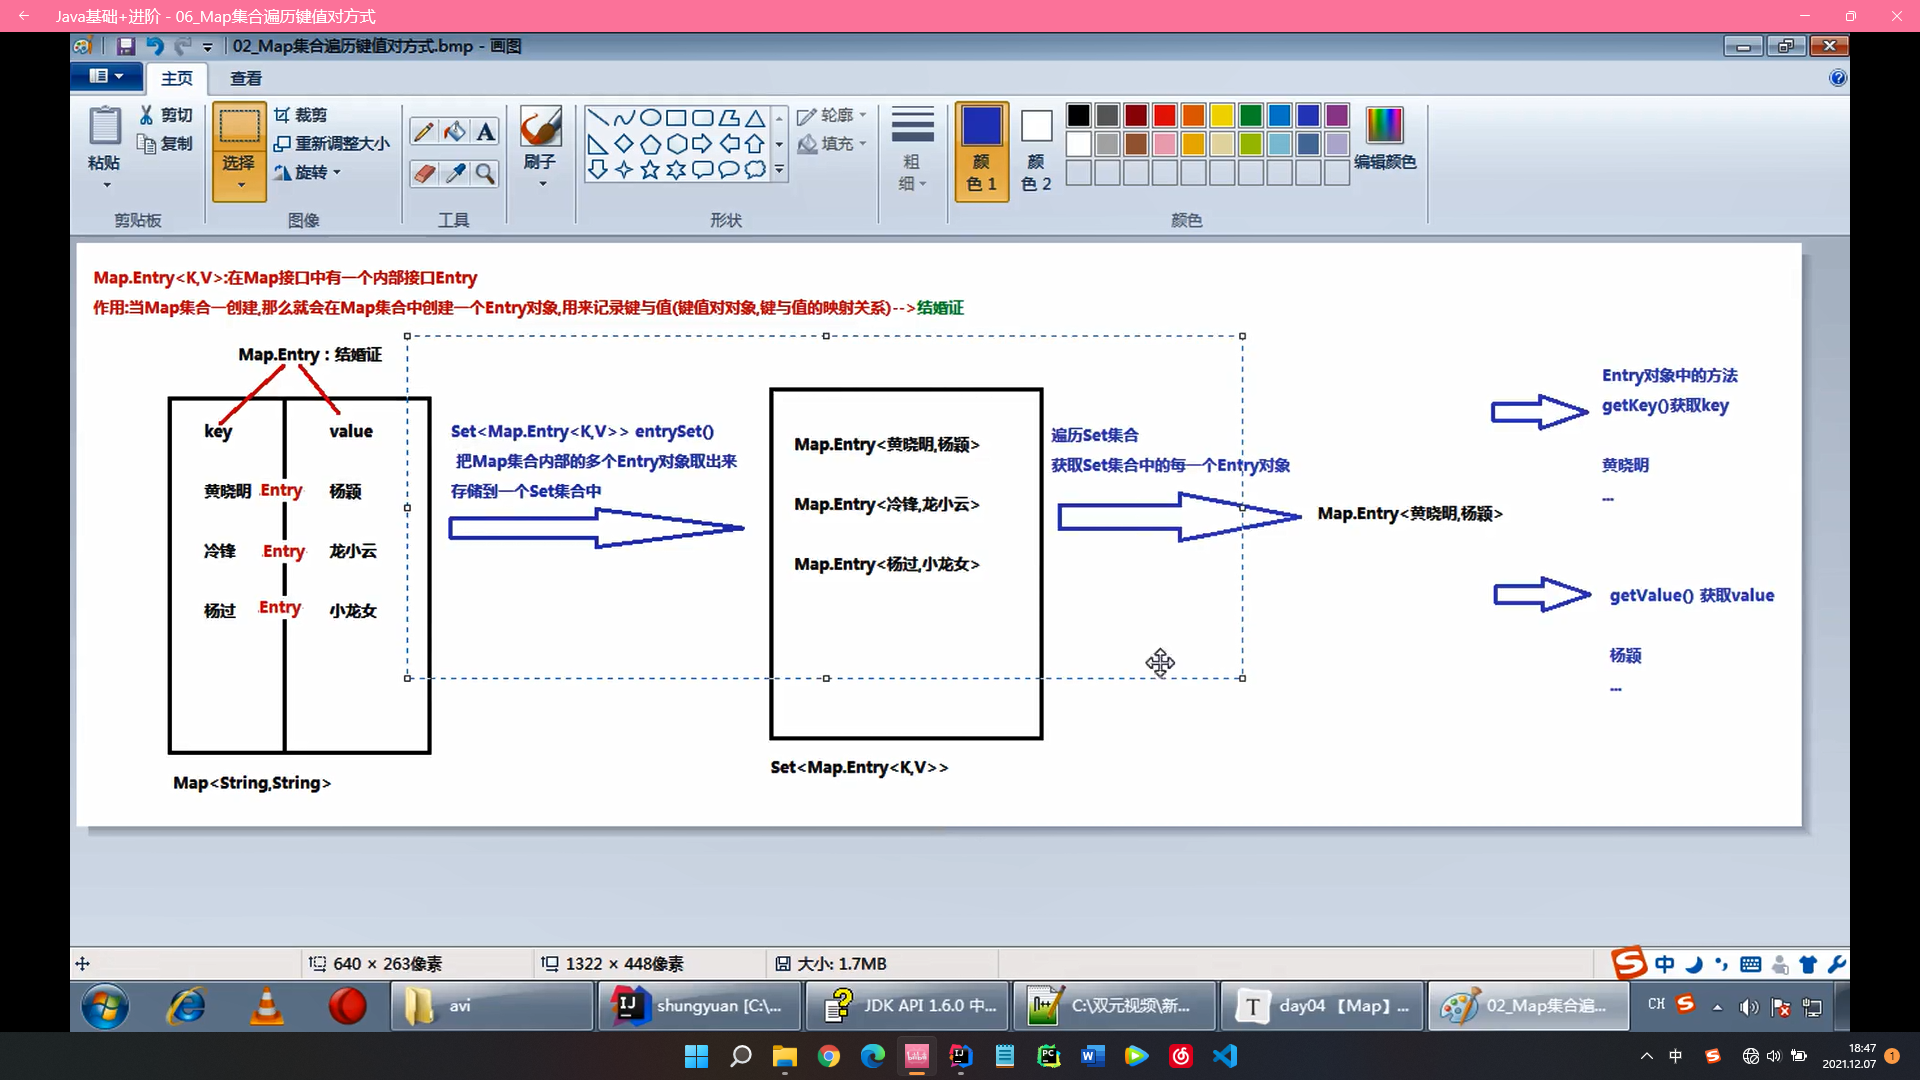 Java基础+进阶 - 06_Map集合遍历键值对方式
02_Map集合遍历键值对方式.bmp - 画图
主页
查看
粘贴
剪切
复制
剪贴板
选择
裁剪
重新调整大小
旋转
图像
A
工具
刷子
轮廓
填充
形状
粗
细
颜
色 1
颜
色 2
编辑颜色
颜色
Map.Entry<K,V>:在Map接口中有一个内部接口Entry
作用:当Map集合一创建,那么就会在Map集合中创建一个Entry对象,用来记录键与值(键值对对象,键与值的映射关系)-->结婚证
Map.Entry : 结婚证
key
value
黄晓明 Entry 杨颖
冷锋 Entry 龙小云
杨过 Entry 小龙女
Map<String,String>
Set<Map.Entry<K,V>> entrySet()
把Map集合内部的多个Entry对象取出来
存储到一个Set集合中
Map.Entry<黄晓明,杨颖>
Map.Entry<冷锋,龙小云>
Map.Entry<杨过,小龙女>
Set<Map.Entry<K,V>>
遍历Set集合
获取Set集合中的每一个Entry对象
Map.Entry<黄晓明,杨颖>
Entry对象中的方法
getKey()获取key
黄晓明
...
getValue() 获取value
杨颖
...
640 × 263像素
1322 × 448像素
大小: 1.7MB
中
avi
shungyuan [C:\...
JDK API 1.6.0 中...
C:\双元视频\新...
day04 【Map】...
02_Map集合遍...
CH
中
18:47
2021.12.07
1